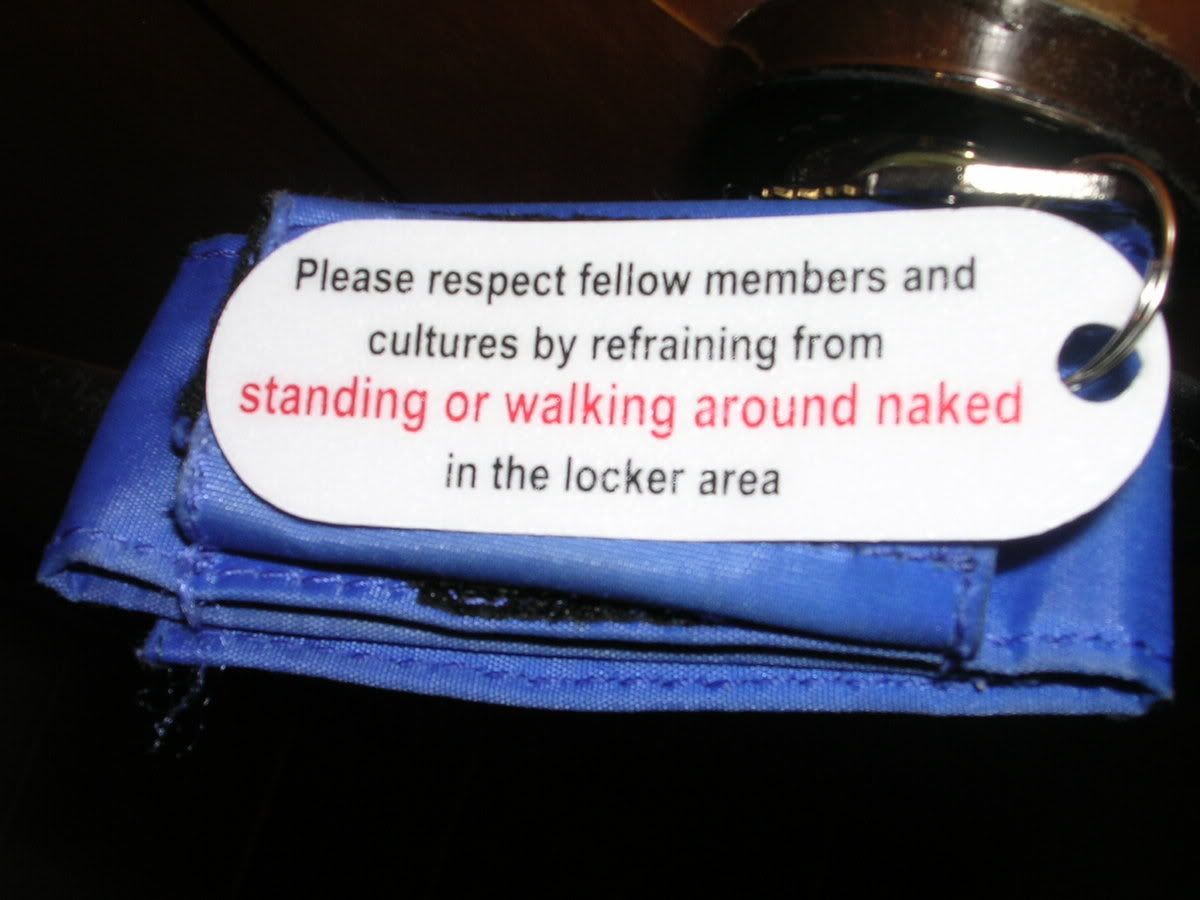 Please respect fellow members and
cultures by refraining from
standing or walking around naked
in the locker area